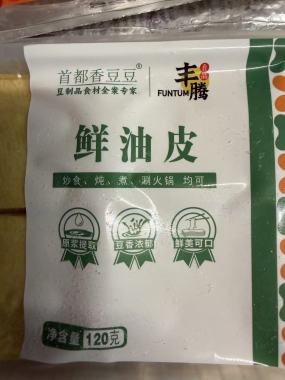 首都香豆豆®
豆制品食材全案专家
丰腾
FUNTUM
鲜油皮
炒食、炖、煮、涮火锅 均可
原浆提取
豆香浓郁
鲜美可口
净含量 120克